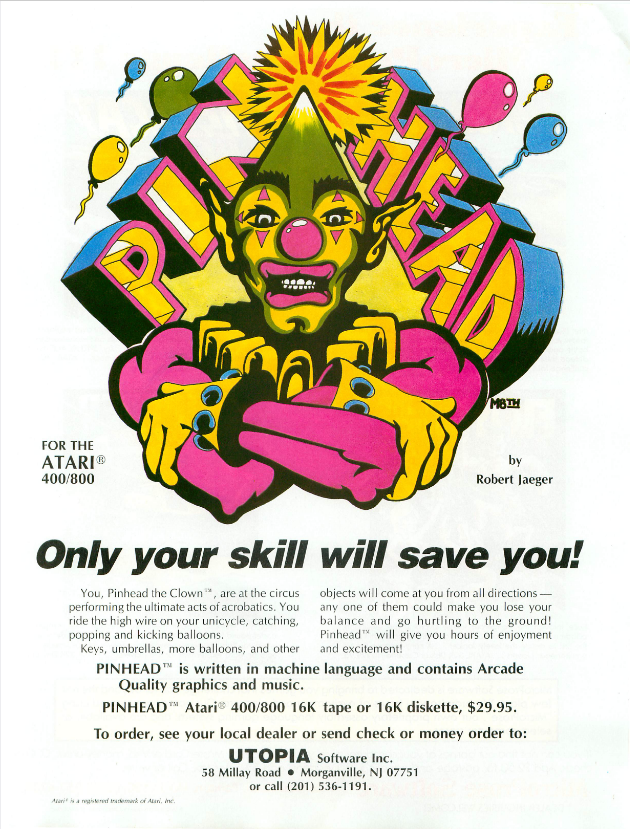 PINHEAD
M8TH
FOR THE
ATARI®
400/800
by
Robert Jaeger
Only your skill will save you!
You, Pinhead the Clown™, are at the circus
performing the ultimate acts of acrobatics. You
ride the high wire on your unicycle, catching,
popping and kicking balloons.
Keys, umbrellas, more balloons, and other
objects will come at you from all directions —
any one of them could make you lose your
balance and go hurtling to the ground!
Pinhead™ will give you hours of enjoyment
and excitement!
PINHEAD™ is written in machine language and contains Arcade
Quality graphics and music.
PINHEAD™ Atari® 400/800 16K tape or 16K diskette, $29.95.
To order, see your local dealer or send check or money order to:
UTOPIA Software Inc.
58 Millay Road ● Morganville, NJ 07751
or call (201) 536-1191.
Atari® is a registered trademark of Atari, Inc.